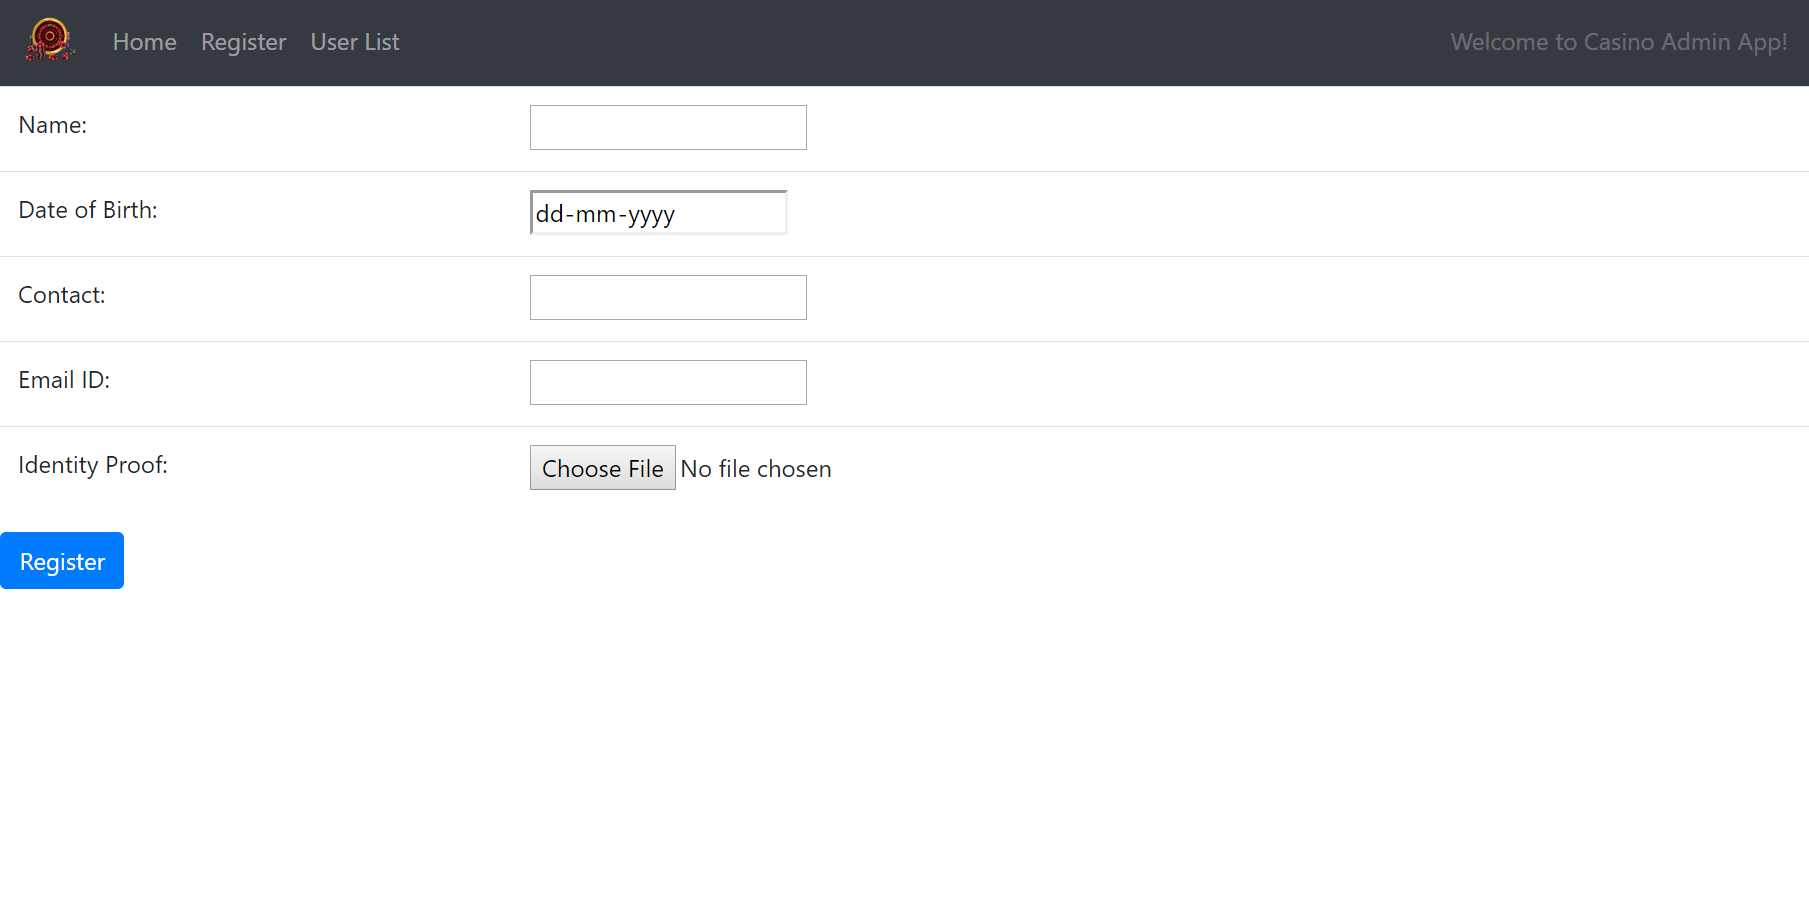 Home Register User List Welcome to Casino Admin App!
Name:
Date of Birth: dd-mm-yyyy
Contact:
Email ID:
Identity Proof: Choose File No file chosen
Register